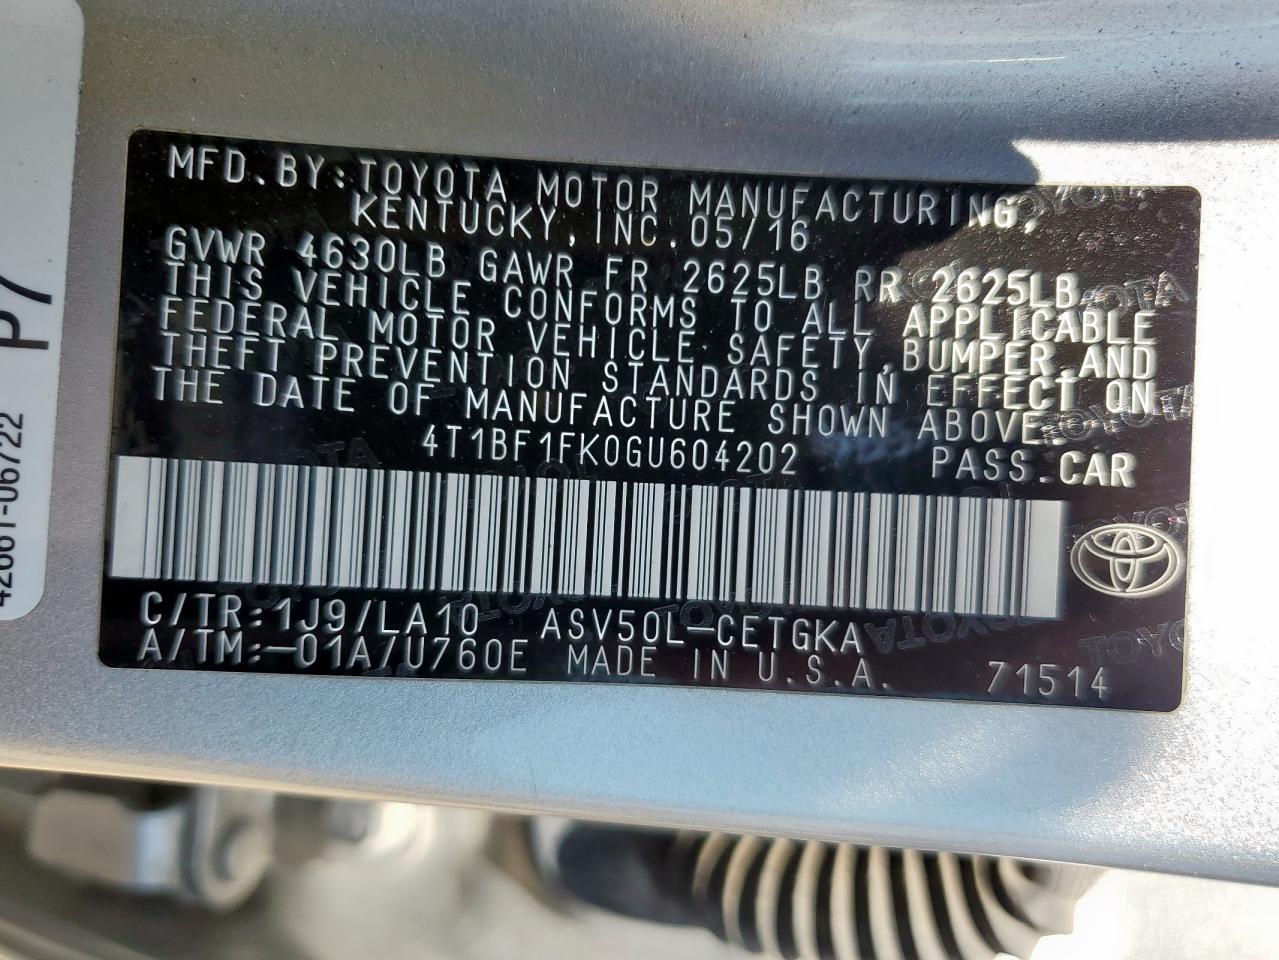 MFD.BY:TOYOTA MOTOR MANUFACTURING,
KENTUCKY,INC.05/16
GVWR 4630LB GAWR FR 2625LB RR 2625LB
THIS VEHICLE CONFORMS TO ALL APPLICABLE
FEDERAL MOTOR VEHICLE SAFETY,BUMPER,AND
THEFT PREVENTION STANDARDS IN EFFECT ON
THE DATE OF MANUFACTURE SHOWN ABOVE.
4T1BF1FK0GU604202 PASS.CAR
C/TR:1J9/LA10 ASV50L-CETGKA
A/TM:-01A/U760E MADE IN U.S.A. 71514
P7
42661-06722